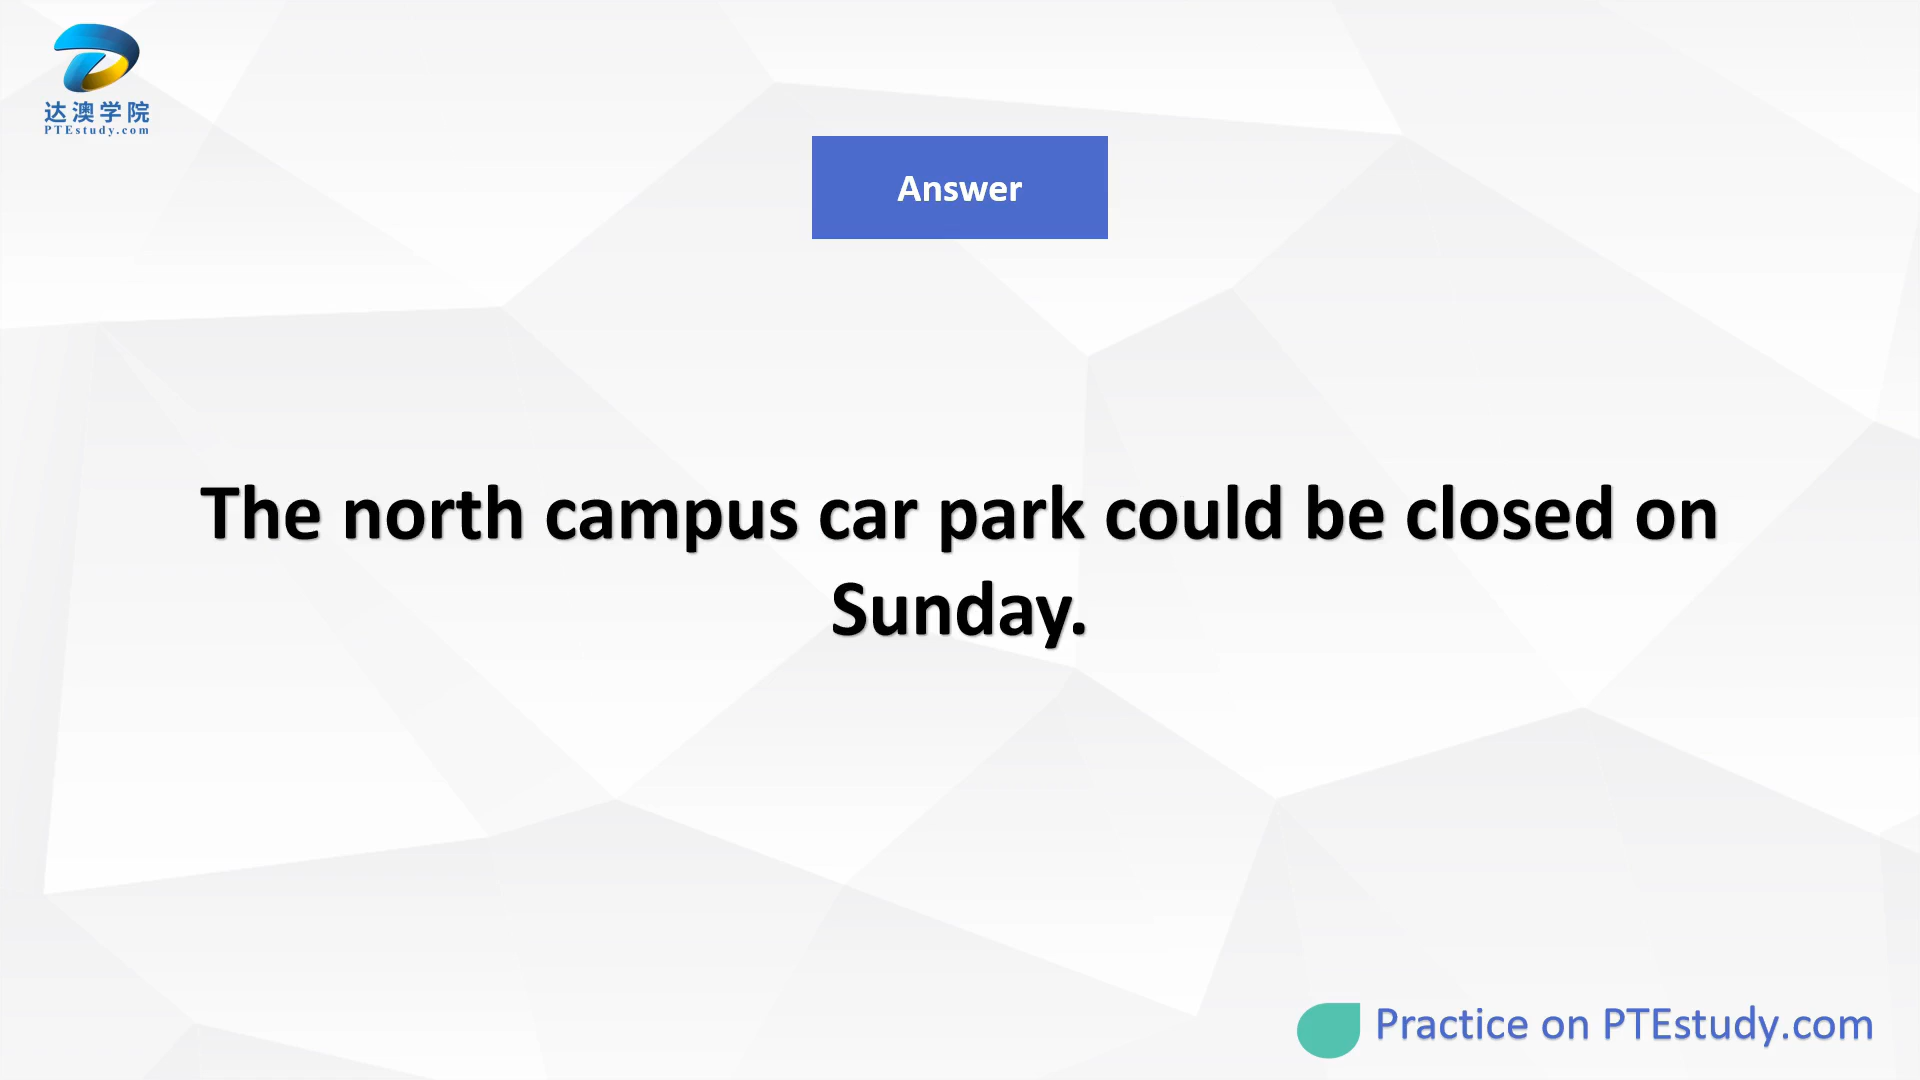 达澳学院
PTEstudy.com
Answer
The north campus car park could be closed on
Sunday.
Practice on PTEstudy.com